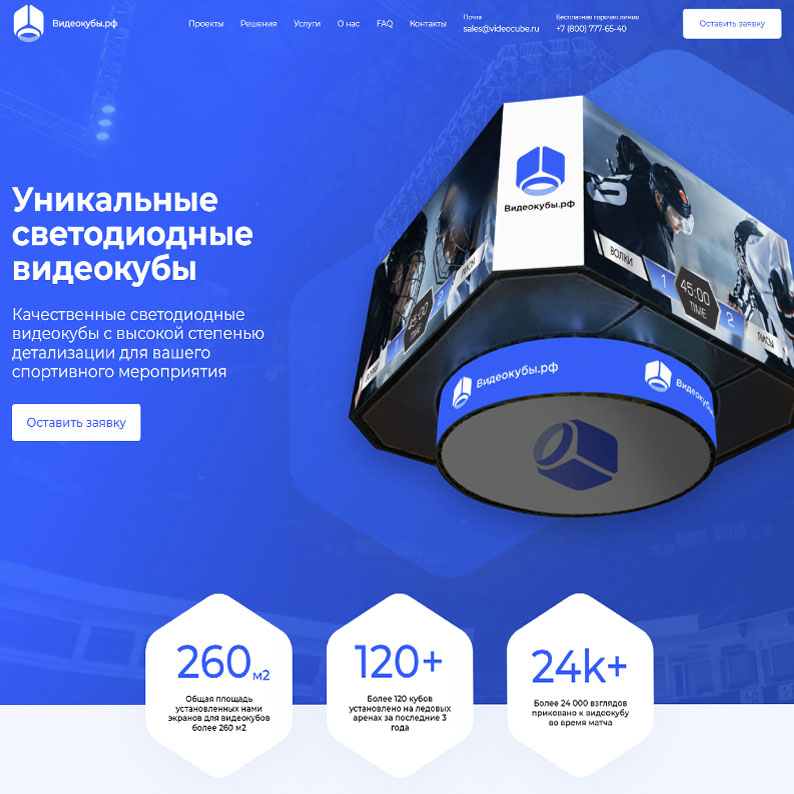 Видеокубы.рф
Проекты
Решения
Услуги
О нас
FAQ
Контакты
Почта
sales@videocube.ru
Бесплатная горячая линия
+7 (800) 777-65-40
Оставить заявку
Уникальные
светодиодные
видеокубы
Качественные светодиодные
видеокубы с высокой степенью
детализации для вашего
спортивного мероприятия
Оставить заявку
Видеокубы.рф
ВОЛКИ
1
45:00
TIME
2
РЫСЫ
2
45:00
TIME
Видеокубы.рф
Видеокубы
260 м2
Общая площадь
установленных нами
экранов для видеокубов
более 260 м2
120+
Более 120 кубов
установлено на ледовых
аренах за последние 3
года
24k+
Более 24 000 взглядов
приковано к видеокубу
во время матча